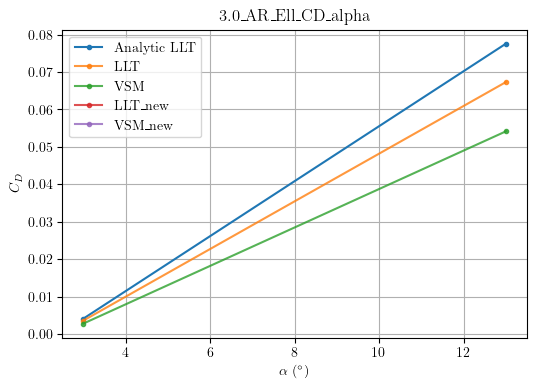 3.0_AR_Ell_CD_alpha
0.08
0.07
0.06
0.05
0.04
0.03
0.02
0.01
0.00
C_D
Analytic LLT
LLT
VSM
LLT_new
VSM_new
4
6
8
10
12
α (°)